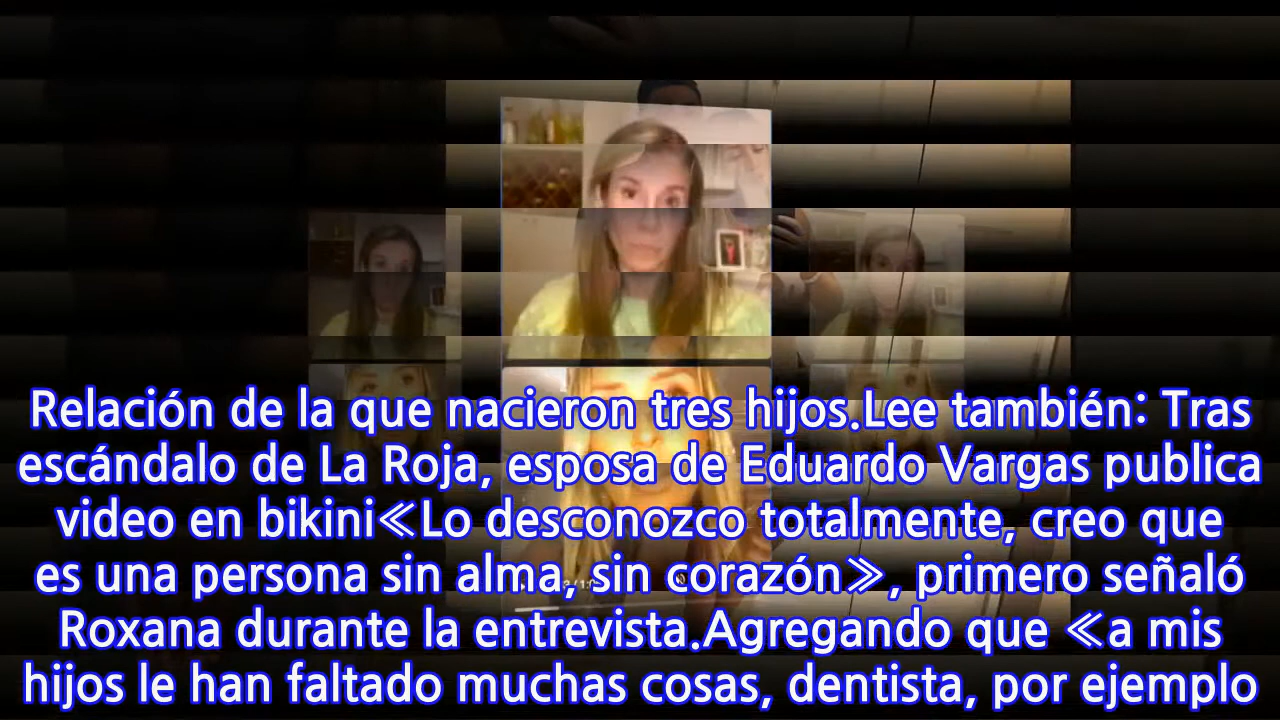 Relación de la que nacieron tres hijos.Lee también: Tras
escándalo de La Roja, esposa de Eduardo Vargas publica
video en bikini≪Lo desconozco totalmente, creo que
es una persona sin alma, sin corazón≫, primero señaló
Roxana durante la entrevista.Agregando que ≪a mis
hijos le han faltado muchas cosas, dentista, por ejemplo